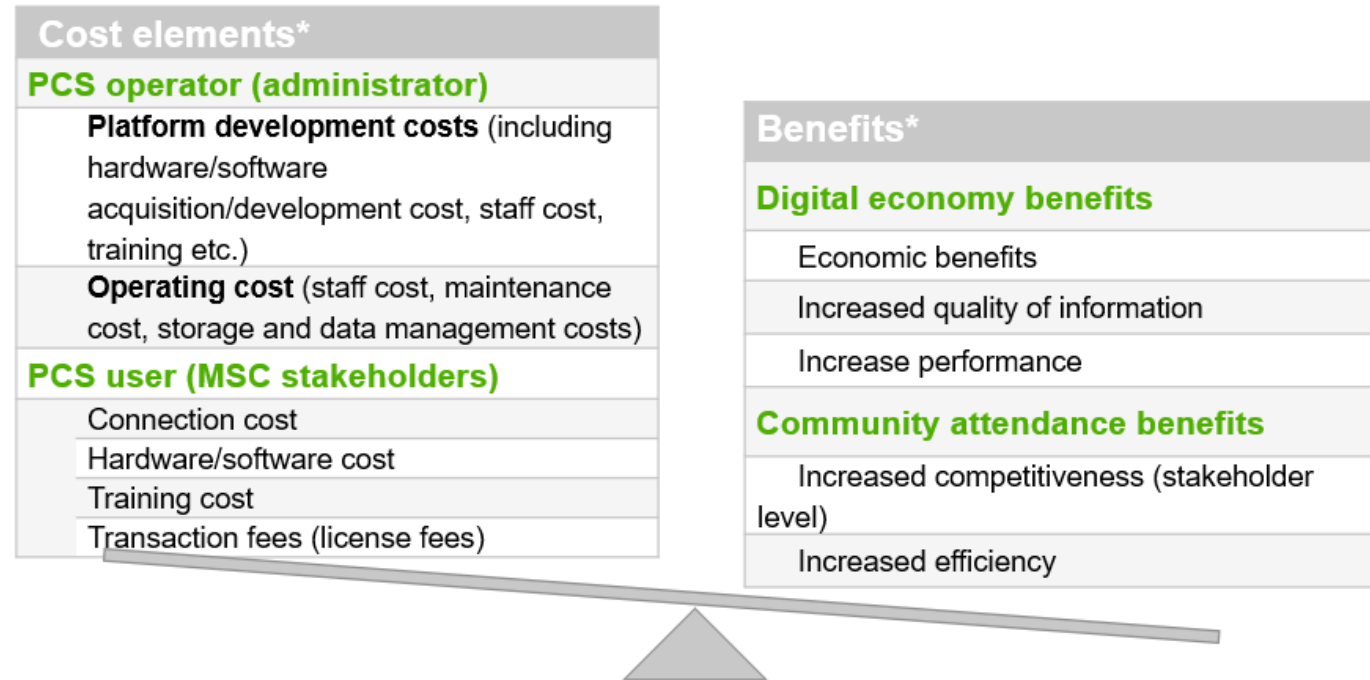 Cost elements*
PCS operator (administrator)
Platform development costs (including
hardware/software
acquisition/development cost, staff cost,
training etc.)
Operating cost (staff cost, maintenance
cost, storage and data management costs)
PCS user (MSC stakeholders)
Connection cost
Hardware/software cost
Training cost
Transaction fees (license fees)
Benefits*
Digital economy benefits
Economic benefits
Increased quality of information
Increase performance
Community attendance benefits
Increased competitiveness (stakeholder
level)
Increased efficiency